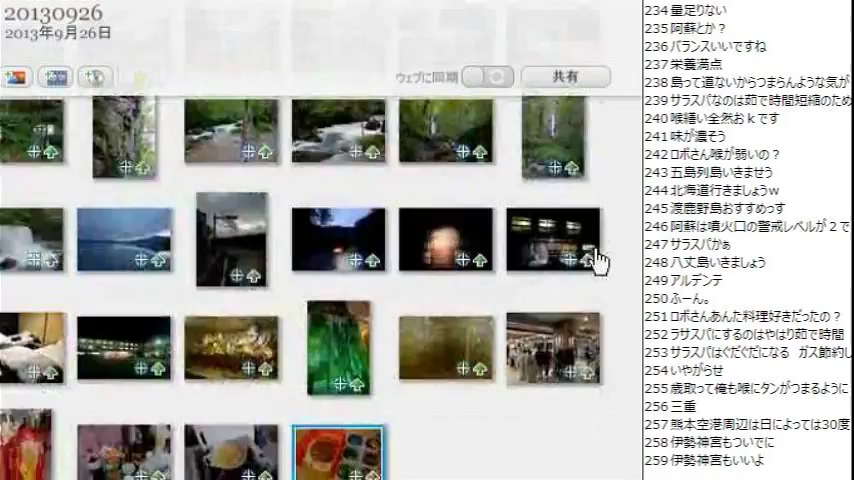 20130926
2013年9月26日
ウェブに同期
共有
234 量足りない
235 阿蘇とか？
236 バランスいいですね
237 栄養満点
238 島って道ないからつまらんような気が
239 サラスパなのは茹で時間短縮のため
240 喉繕い全然おｋです
241 味が濃そう
242 ロボさん喉が弱いの？
243 五島列島いきませう
244 北海道行きましょうｗ
245 渡鹿野島おすすめっす
246 阿蘇は噴火口の警戒レベルが２で
247 サラスパかぁ
248 八丈島いきましょう
249 アルデンテ
250 ふーん。
251 ロボさんあんた料理好きだったの？
252 ラサスパにするのはやはり茹で時間
253 サラスパはぐだぐだになる ガス節約し
254 いやがらせ
255 歳取って俺も喉にタンがつまるように
256 三重
257 熊本空港周辺は日によっては30度
258 伊勢神宮もついでに
259 伊勢神宮もいいよ